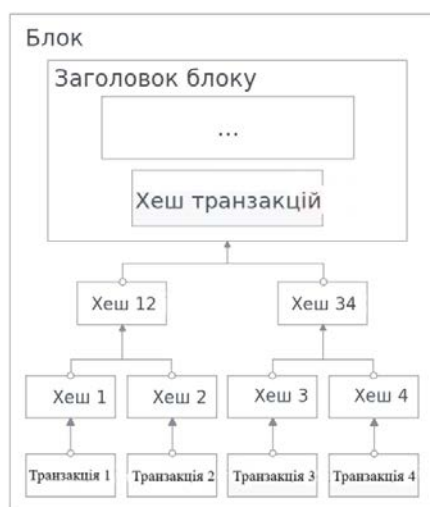 Блок
Заголовок блоку
...
Хеш транзакцій
Хеш 12
Хеш 34
Хеш 1
Хеш 2
Хеш 3
Хеш 4
Транзакція 1
Транзакція 2
Транзакція 3
Транзакція 4